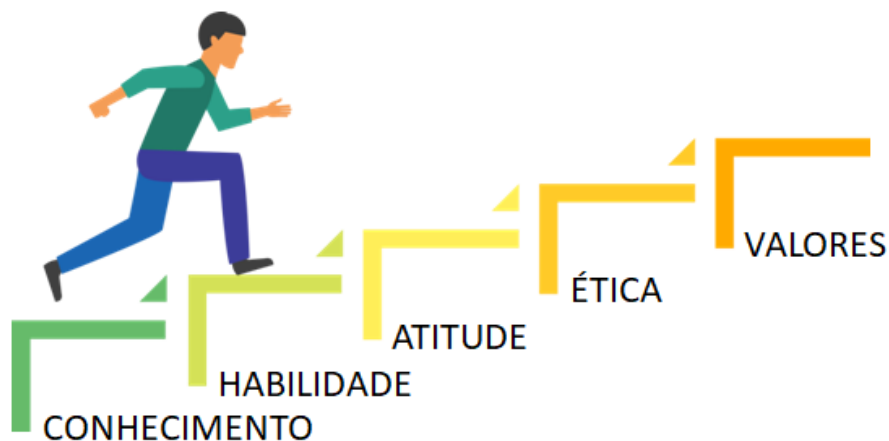 VALORES
ÉTICA
ATITUDE
HABILIDADE
CONHECIMENTO